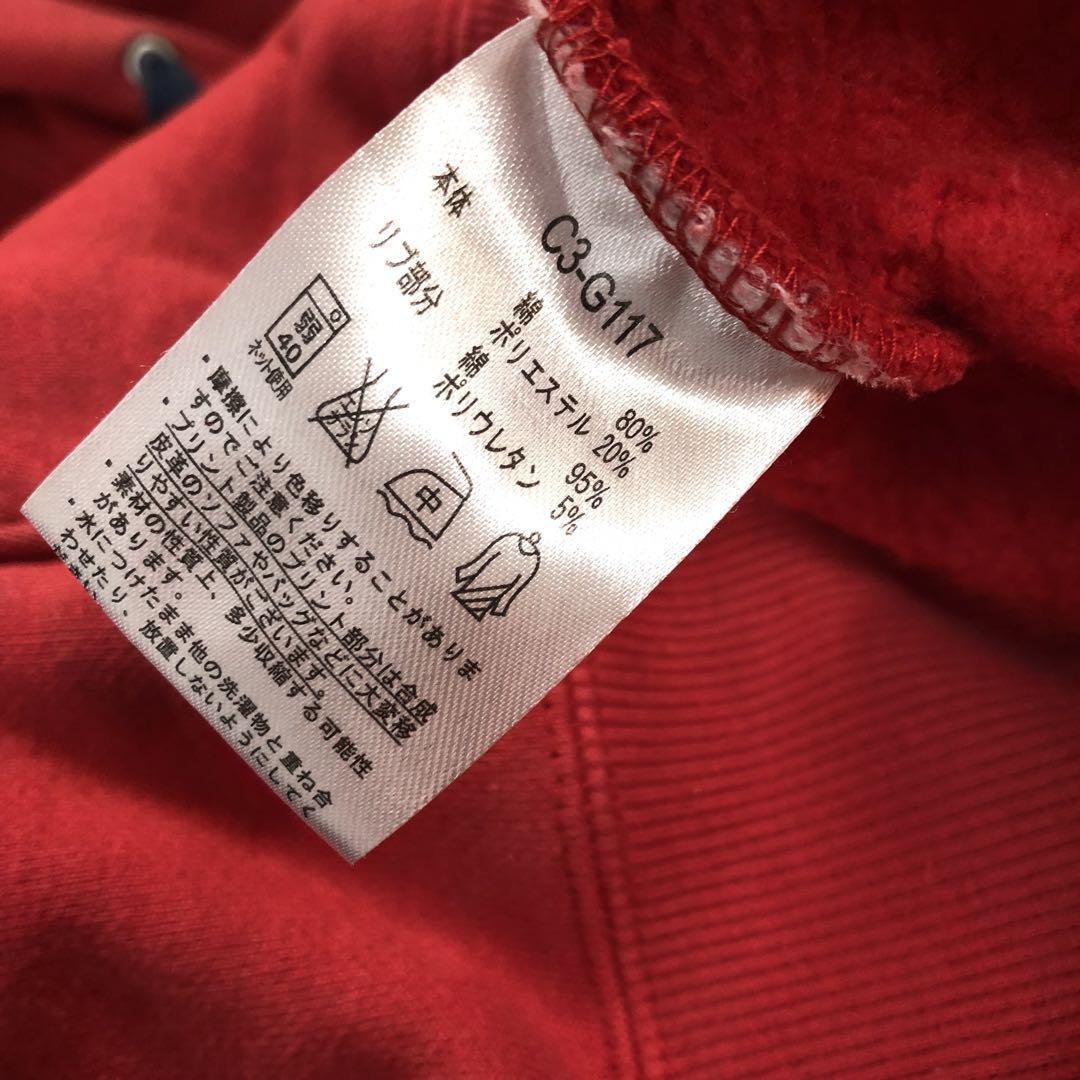 C3-G117
本体 綿 80%
ポリエステル 20%
リブ部分 綿 95%
ポリウレタン 5%
弱
40
ネット使用
エンソ
サラシ
中
・摩擦により色移りすることがありま
すのでご注意ください。
・プリント製品のプリント部分は合成
皮革のソファやバッグなどに大変移
りやすい性質がございます。
・素材の性質上、多少収縮する可能性
があります。
・水につけたまま他の洗濯物と重ね合
わせたり、放置しないようにしてく